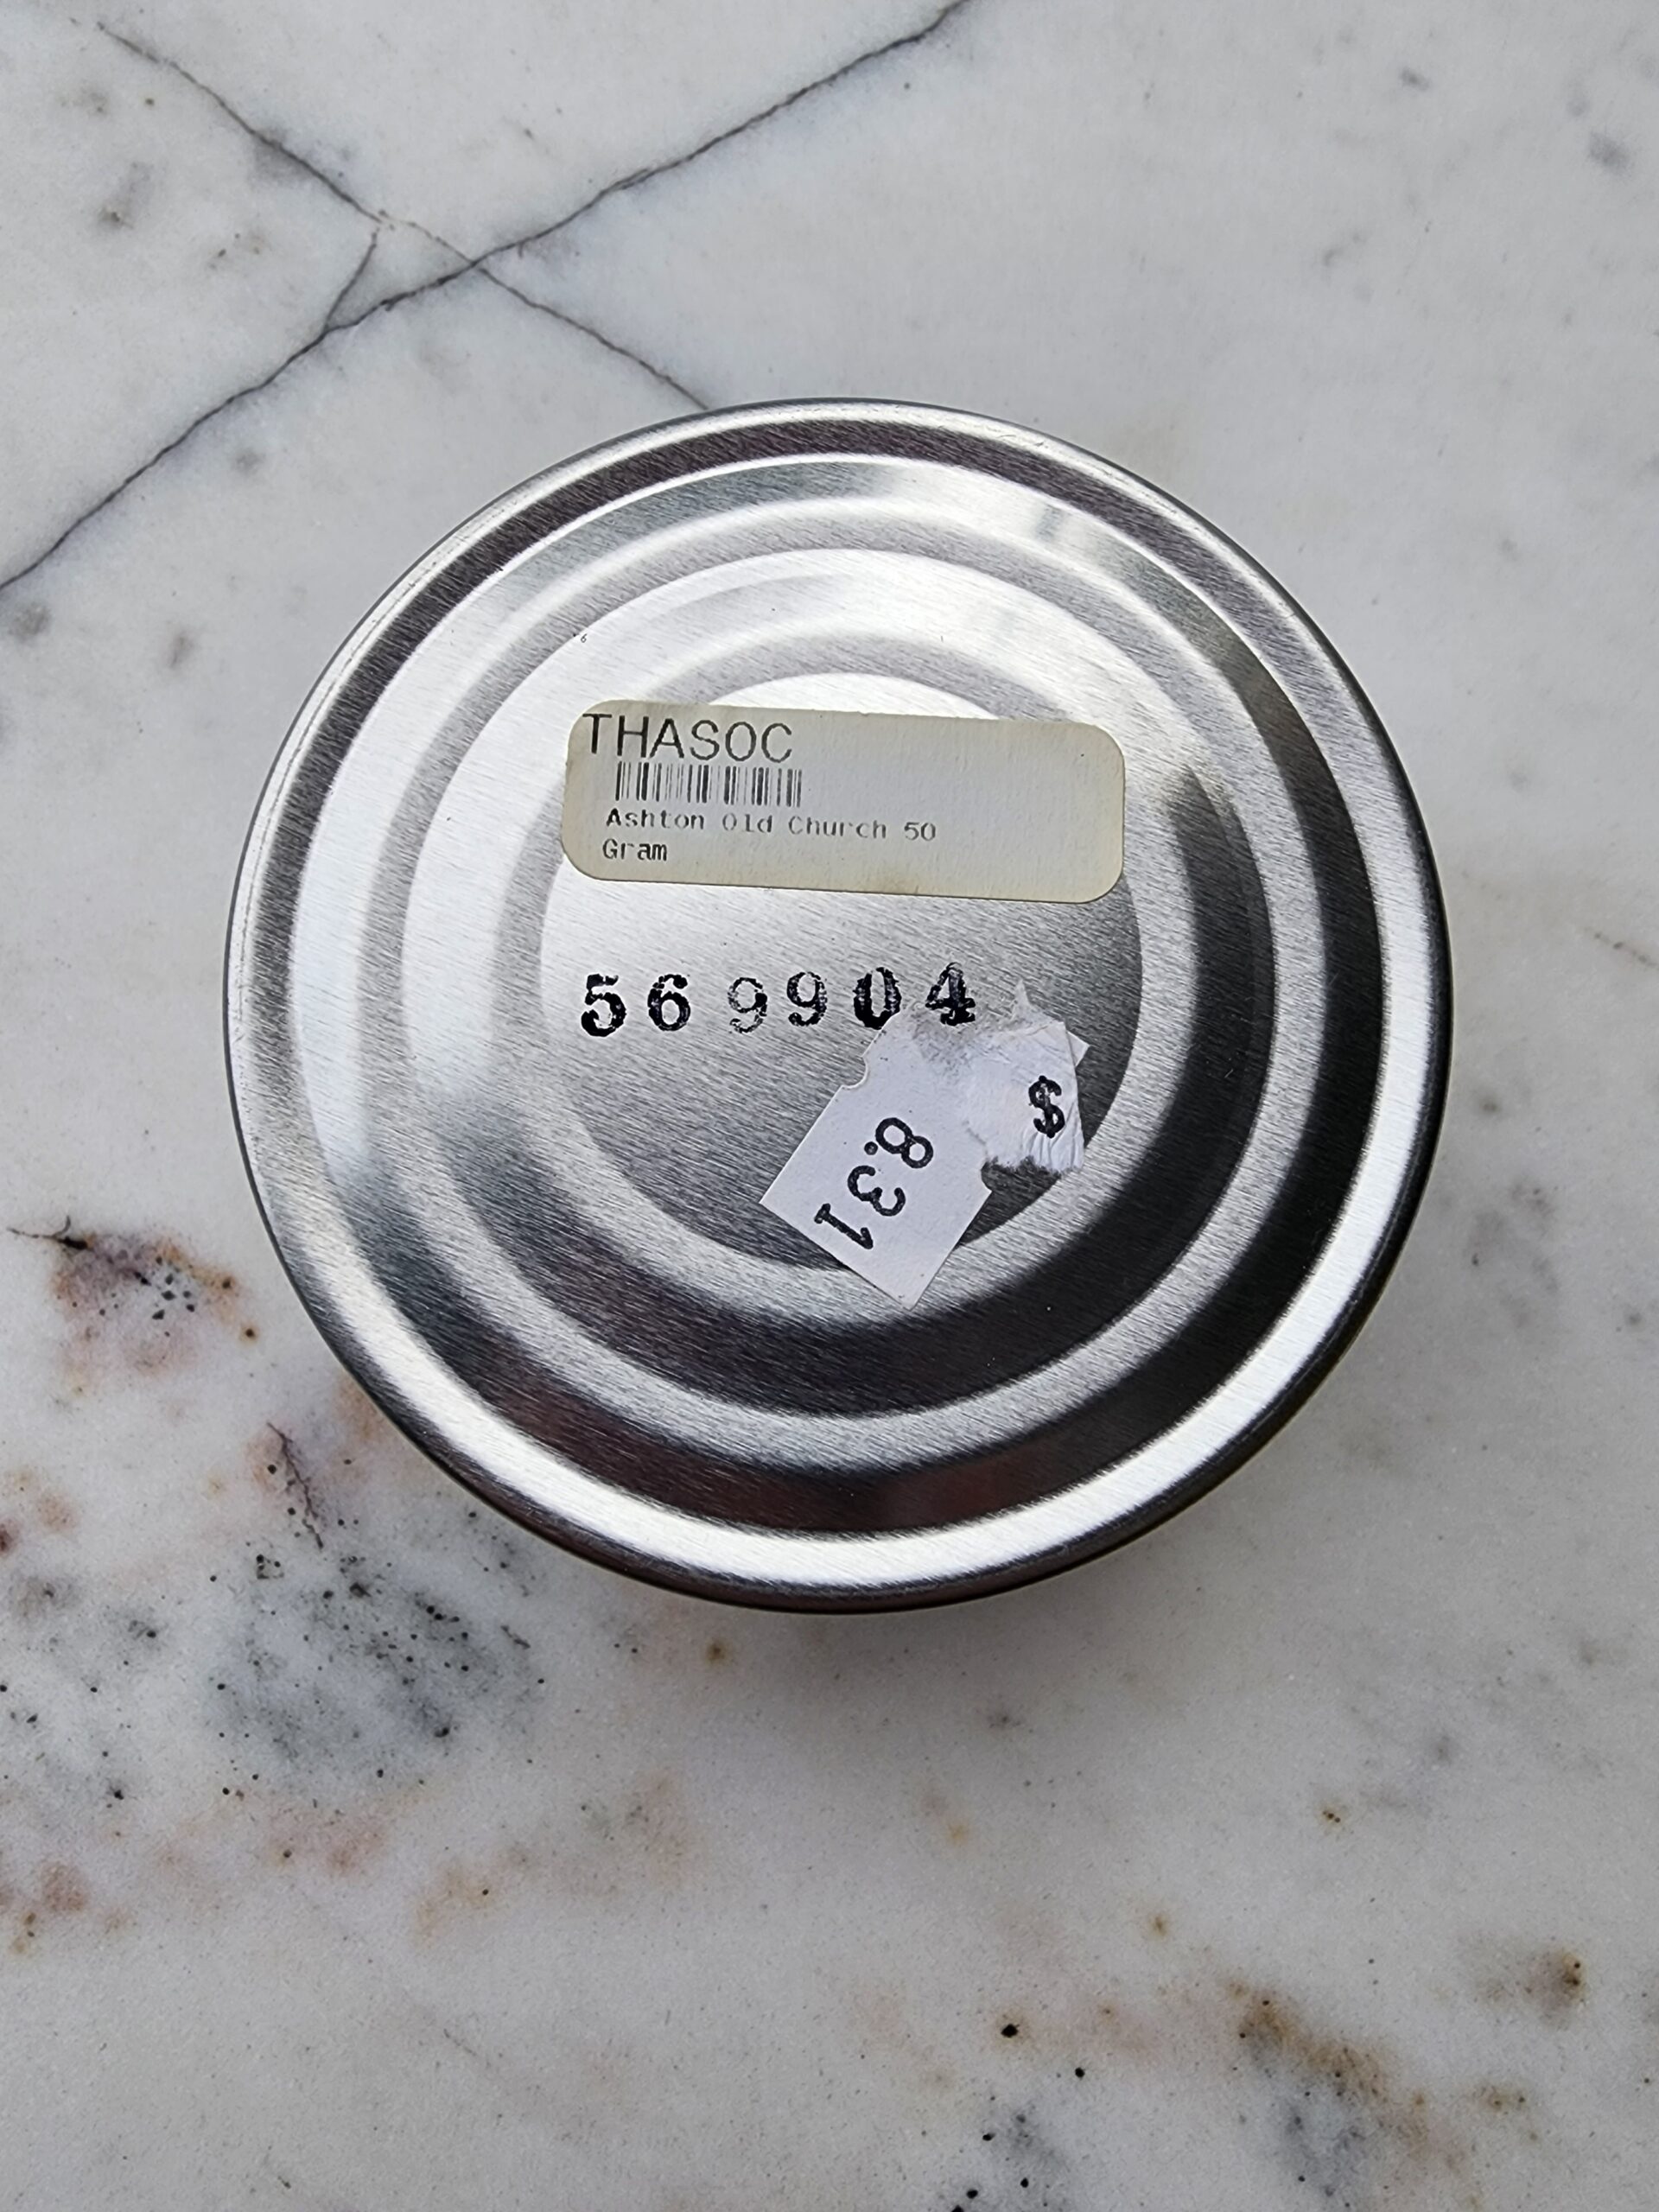 THASOC
Ashton Old Church 50
Gram
569904
$
8.31